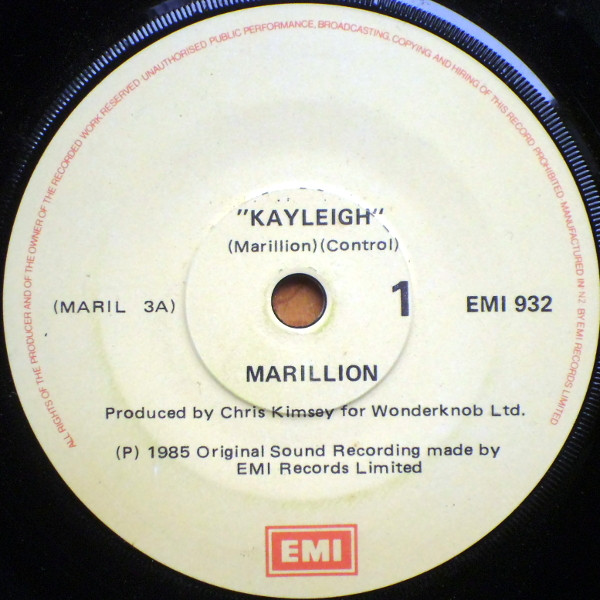 ALL RIGHTS OF THE PRODUCER AND OF THE OWNER OF THE RECORDED WORK RESERVED UNAUTHORISED PUBLIC PERFORMANCE, BROADCASTING, COPYING AND HIRING OF THIS RECORD PROHIBITED MANUFACTURED IN N.Z. BY EMI RECORDS LIMITED
"KAYLEIGH"
(Marillion)(Control)
(MARIL 3A)
1
EMI 932
MARILLION
Produced by Chris Kimsey for Wonderknob Ltd.
(P) 1985 Original Sound Recording made by
EMI Records Limited
EMI